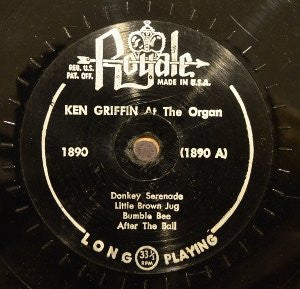 Royale
REG. U.S.
PAT. OFF.
MADE IN U.S.A.
KEN GRIFFIN At The Organ
1890 (1890 A)
Donkey Serenade
Little Brown Jug
Bumble Bee
After The Ball
LONG 33⅓ RPM PLAYING